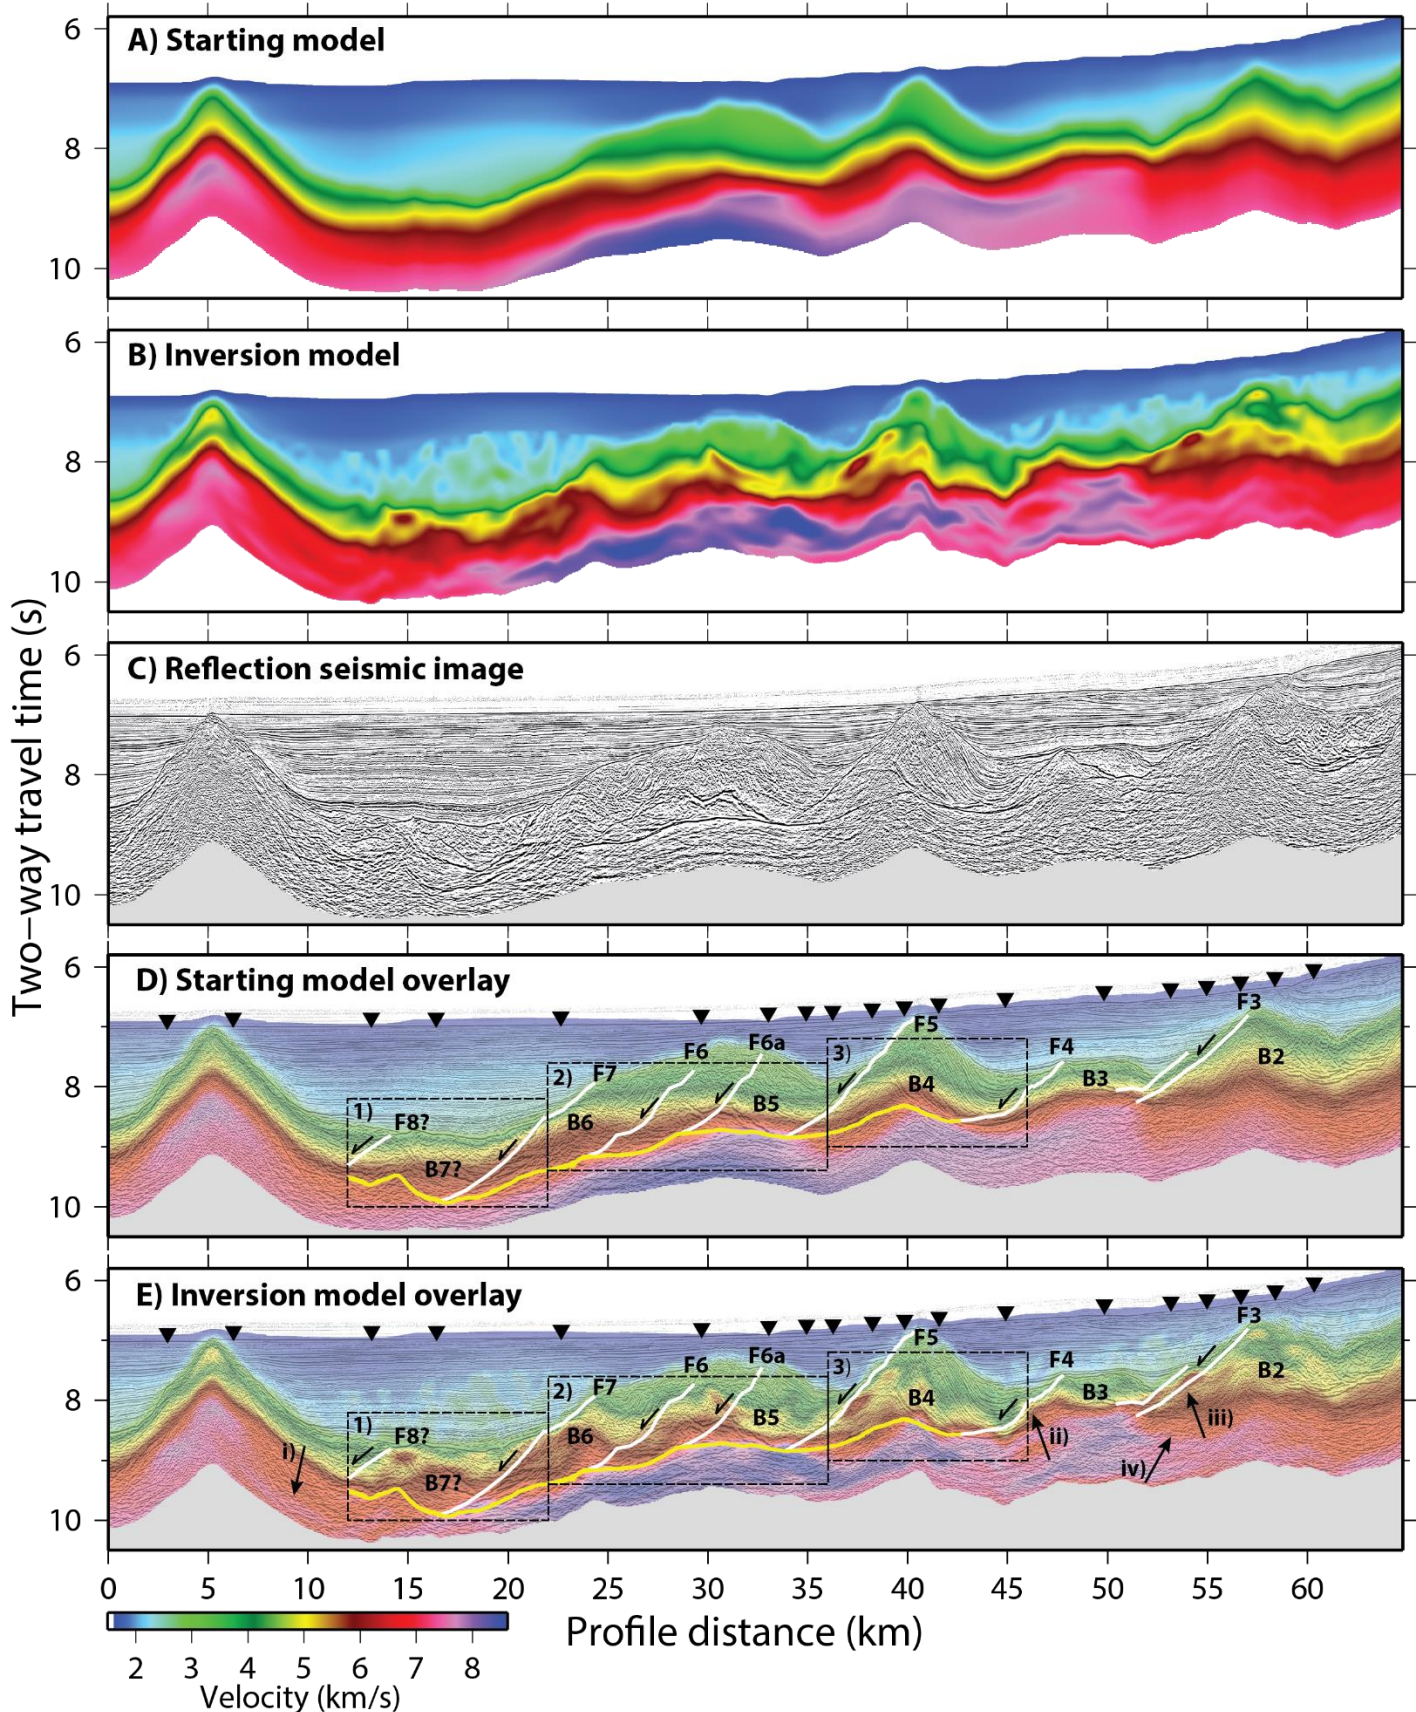 A) Starting model
6
8
10
B) Inversion model
6
8
10
C) Reflection seismic image
6
8
10
Two-way travel time (s)
D) Starting model overlay
6
8
10
1)
F8?
B7?
2)
F7
B6
F6
F6a
B5
3)
F5
B4
F4
B3
F3
B2
E) Inversion model overlay
6
8
10
i)
1)
F8?
B7?
2)
F7
B6
F6
F6a
B5
3)
F5
B4
F4
ii)
B3
iv)
F3
iii)
B2
0 5 10 15 20 25 30 35 40 45 50 55 60
Profile distance (km)
2 3 4 5 6 7 8
Velocity (km/s)